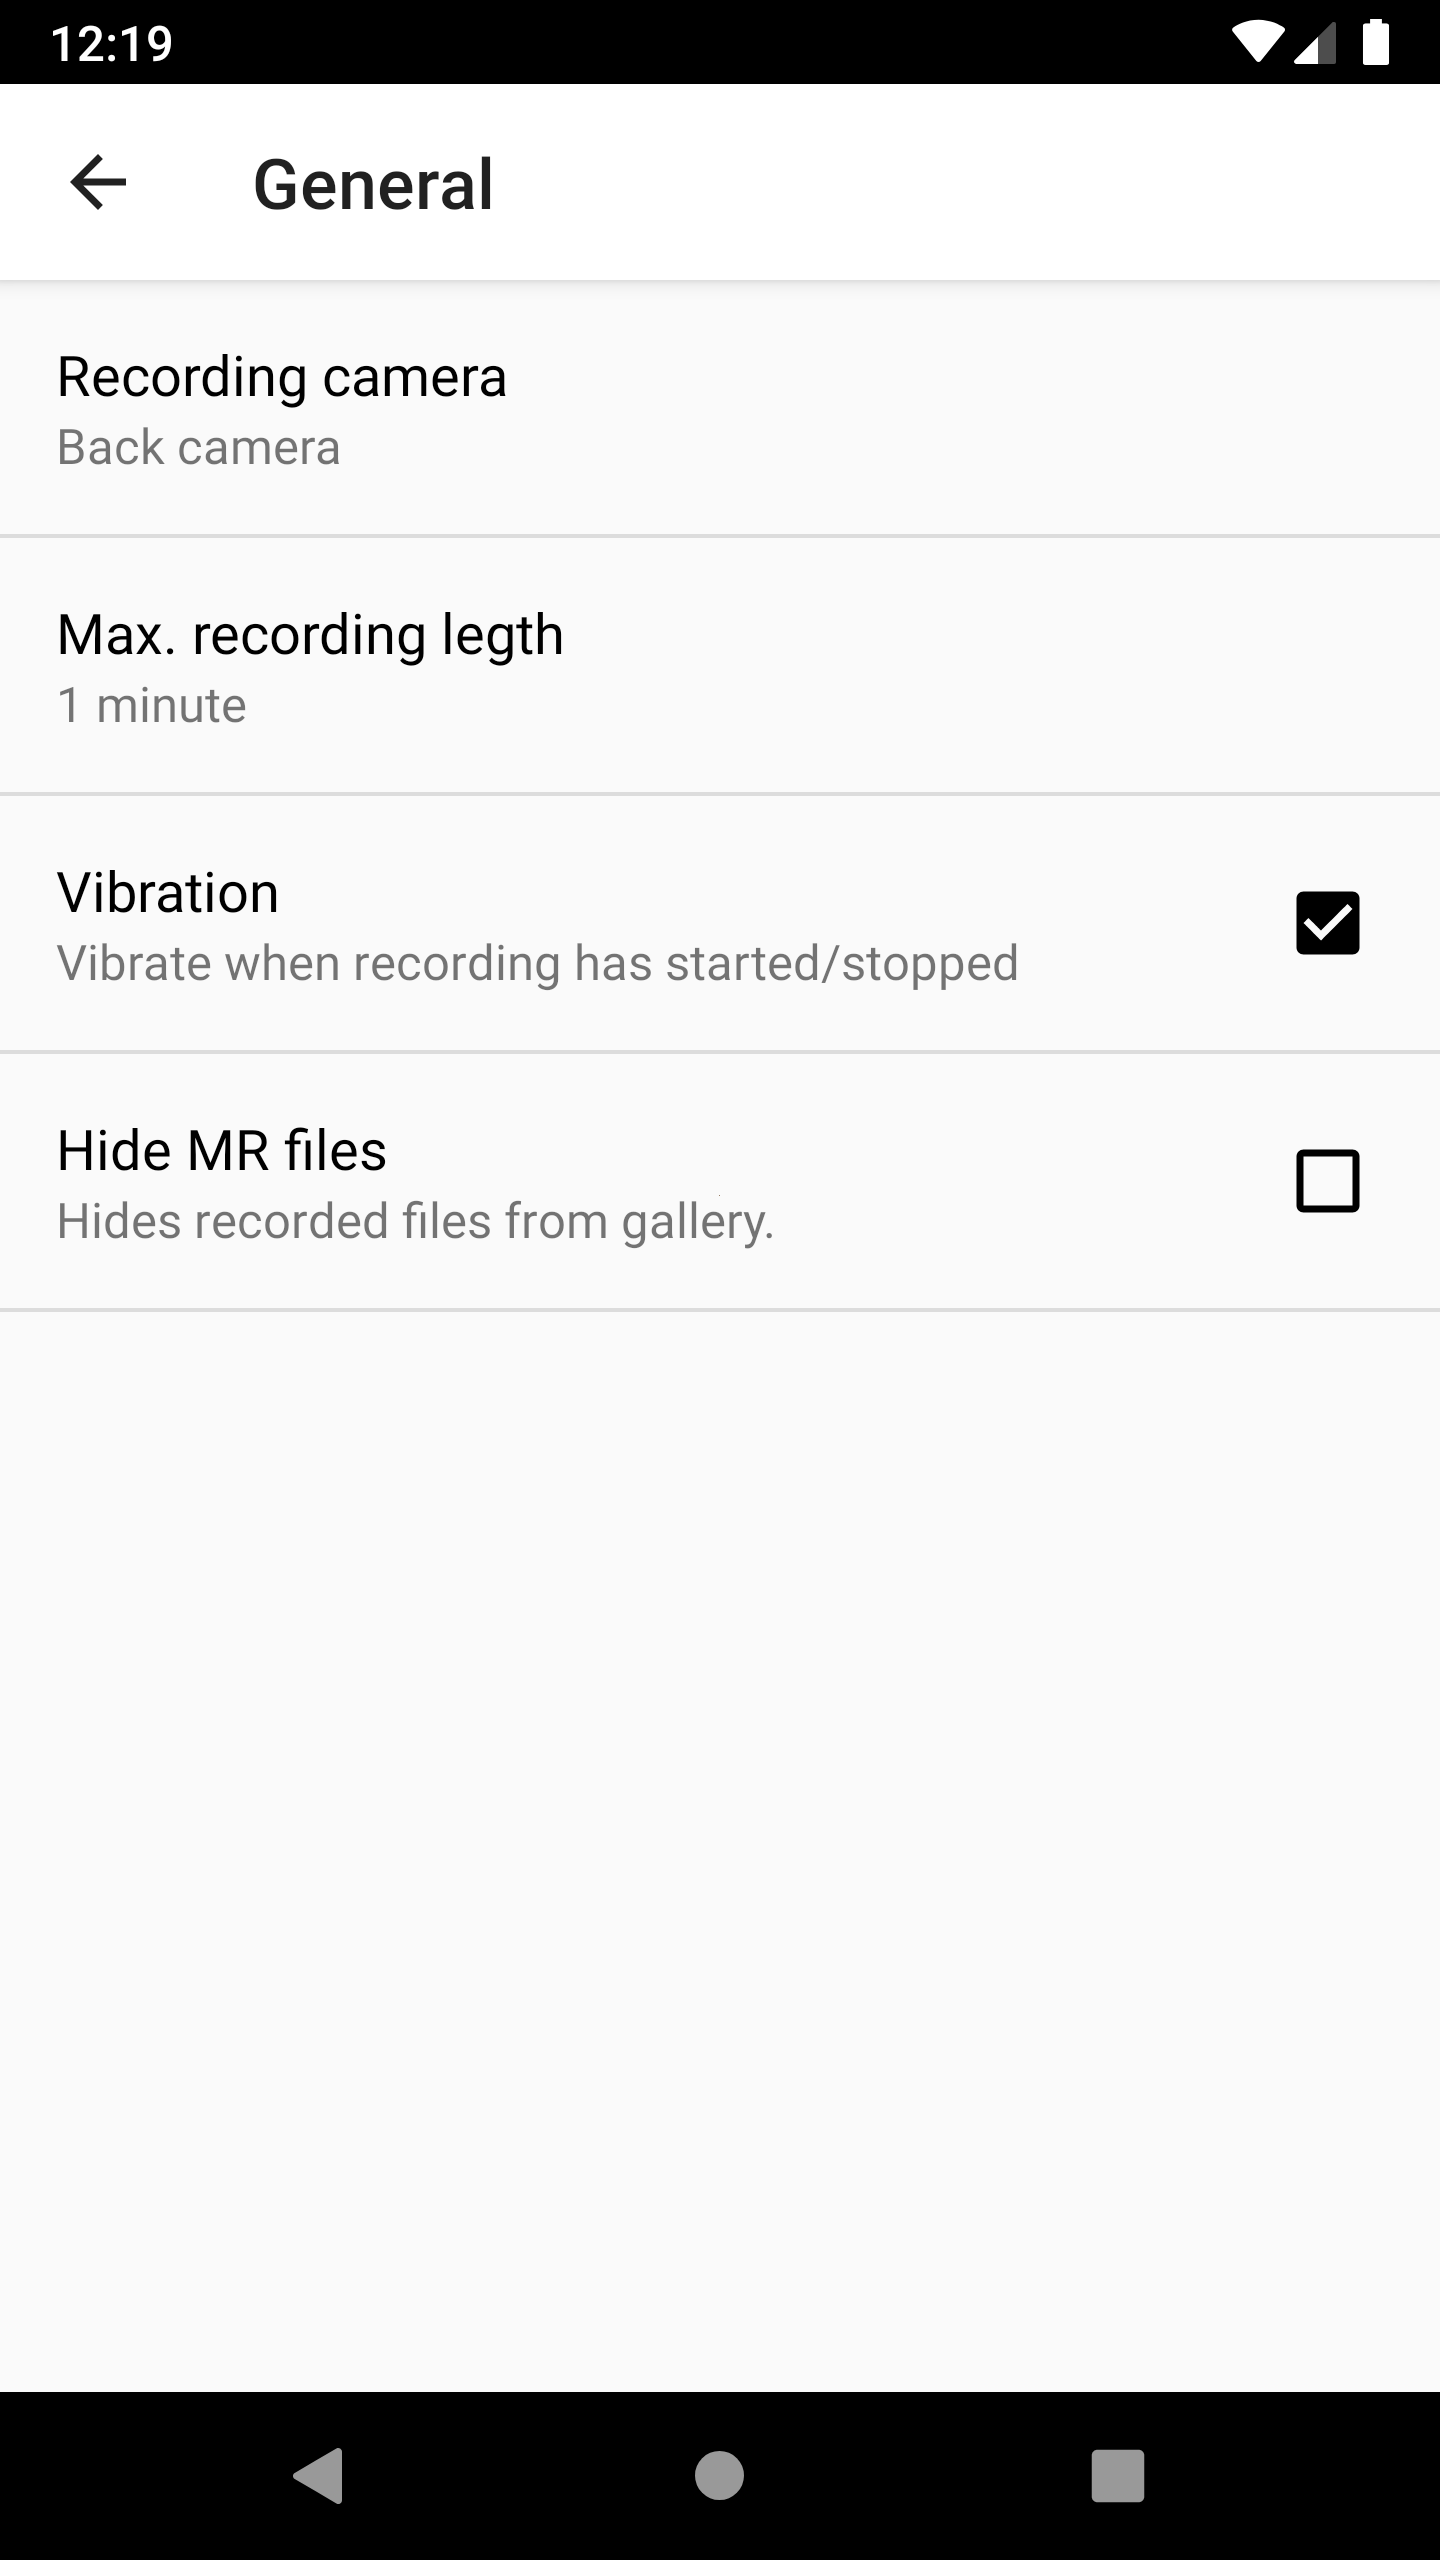 12:19
General
Recording camera
Back camera
Max. recording legth
1 minute
Vibration
Vibrate when recording has started/stopped
Hide MR files
Hides recorded files from gallery.